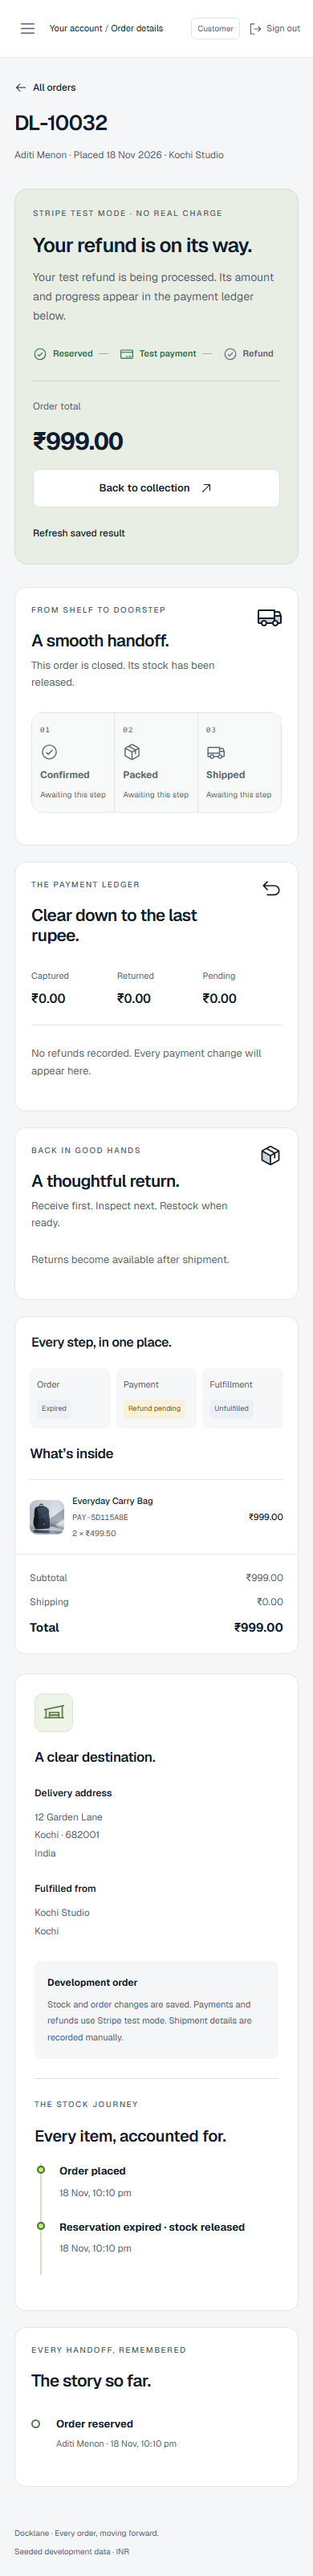 Your account / Order details
Customer
Sign out
All orders
DL-10032
Aditi Menon · Placed 18 Nov 2026 · Kochi Studio
STRIPE TEST MODE · NO REAL CHARGE
Your refund is on its way.
Your test refund is being processed. Its amount
and progress appear in the payment ledger
below.
Reserved — Test payment — Refund
Order total
₹999.00
Back to collection
Refresh saved result
FROM SHELF TO DOORSTEP
A smooth handoff.
This order is closed. Its stock has been
released.
01 02 03
Confirmed Packed Shipped
Awaiting this step Awaiting this step Awaiting this step
THE PAYMENT LEDGER
Clear down to the last
rupee.
Captured Returned Pending
₹0.00 ₹0.00 ₹0.00
No refunds recorded. Every payment change will
appear here.
BACK IN GOOD HANDS
A thoughtful return.
Receive first. Inspect next. Restock when
ready.
Returns become available after shipment.
Every step, in one place.
Order Payment Fulfillment
Expired Refund pending Unfulfilled
What's inside
Everyday Carry Bag
PAY-5D115ABE ₹999.00
2 × ₹499.50
Subtotal ₹999.00
Shipping ₹0.00
Total ₹999.00
A clear destination.
Delivery address
12 Garden Lane
Kochi · 682001
India
Fulfilled from
Kochi Studio
Kochi
Development order
Stock and order changes are saved. Payments and
refunds use Stripe test mode. Shipment details are
recorded manually.
THE STOCK JOURNEY
Every item, accounted for.
Order placed
18 Nov, 10:10 pm
Reservation expired · stock released
18 Nov, 10:10 pm
EVERY HANDOFF, REMEMBERED
The story so far.
Order reserved
Aditi Menon · 18 Nov, 10:10 pm
Docklane · Every order, moving forward.
Seeded development data · INR